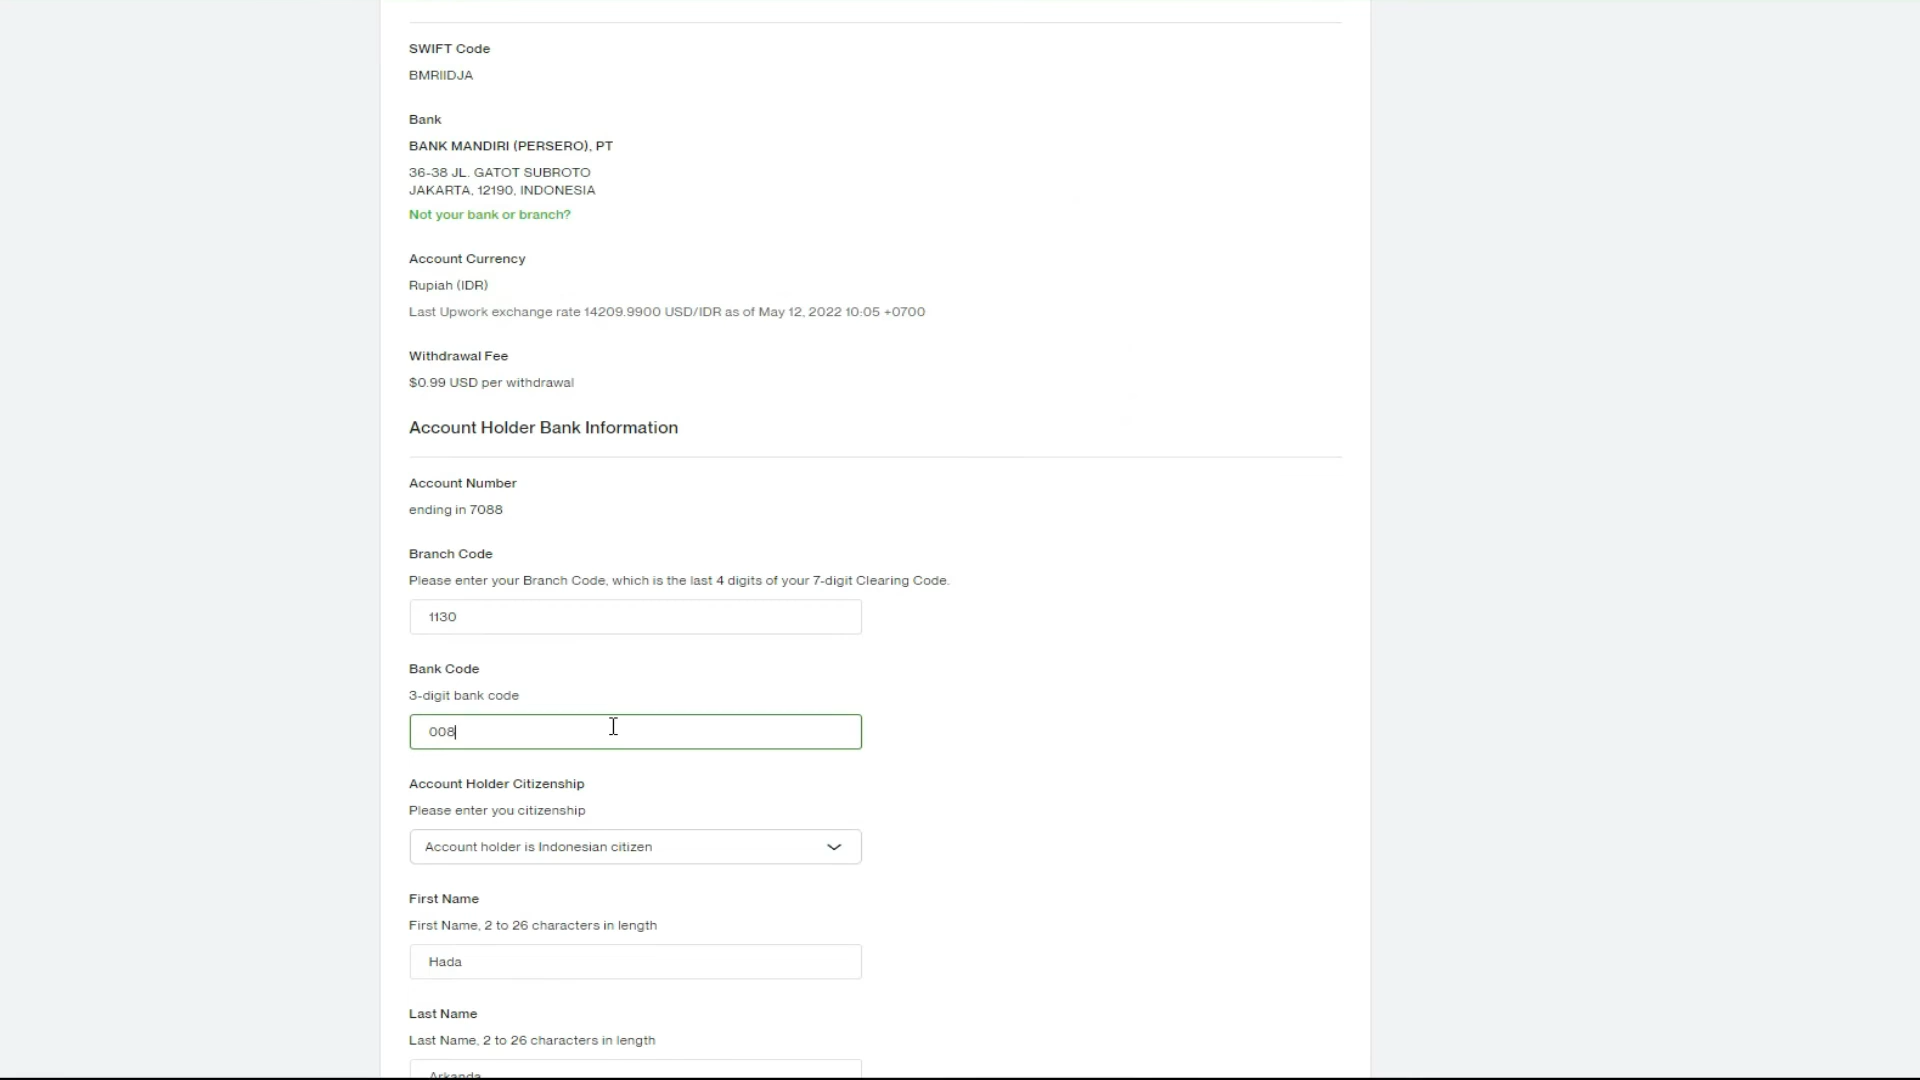 SWIFT Code
BMRIIDJA
Bank
BANK MANDIRI (PERSERO), PT
36-38 JL. GATOT SUBROTO
JAKARTA, 12190, INDONESIA
Not your bank or branch?
Account Currency
Rupiah (IDR)
Last Upwork exchange rate 14209.9900 USD/IDR as of May 12, 2022 10:05 +0700
Withdrawal Fee
$0.99 USD per withdrawal
Account Holder Bank Information
Account Number
ending in 7088
Branch Code
Please enter your Branch Code, which is the last 4 digits of your 7-digit Clearing Code.
1130
Bank Code
3-digit bank code
008
Account Holder Citizenship
Please enter you citizenship
Account holder is Indonesian citizen
First Name
First Name, 2 to 26 characters in length
Hada
Last Name
Last Name, 2 to 26 characters in length
Arkanda